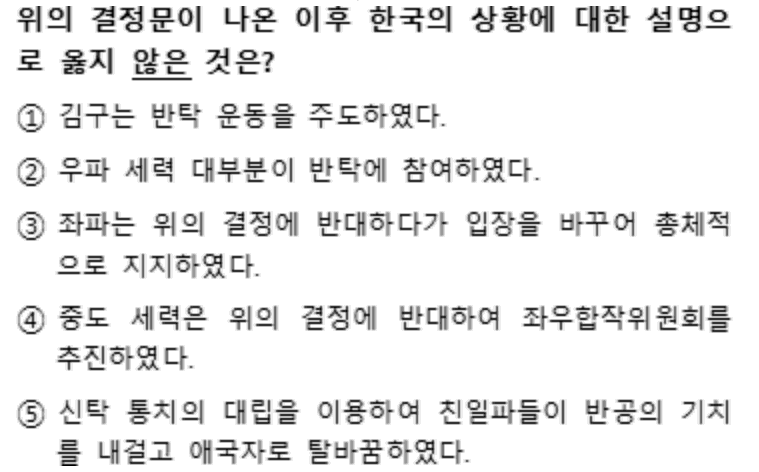 위의 결정문이 나온 이후 한국의 상황에 대한 설명으
로 옳지 않은 것은?
① 김구는 반탁 운동을 주도하였다.
② 우파 세력 대부분이 반탁에 참여하였다.
③ 좌파는 위의 결정에 반대하다가 입장을 바꾸어 총체적
으로 지지하였다.
④ 중도 세력은 위의 결정에 반대하여 좌우합작위원회를
추진하였다.
⑤ 신탁 통치의 대립을 이용하여 친일파들이 반공의 기치
를 내걸고 애국자로 탈바꿈하였다.